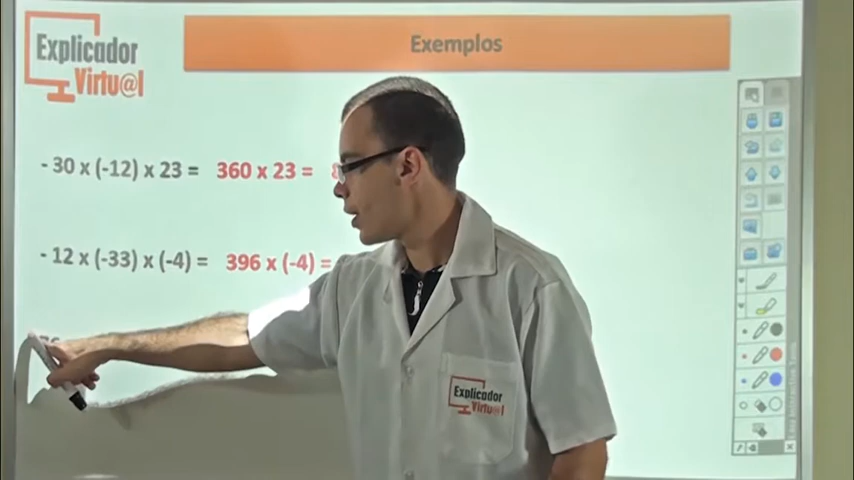 Explicador
Virtu@l
Exemplos
- 30 x (-12) x 23 = 360 x 23 =
- 12 x (-33) x (-4) = 396 x (-4) =
Explicador
Virtu@l